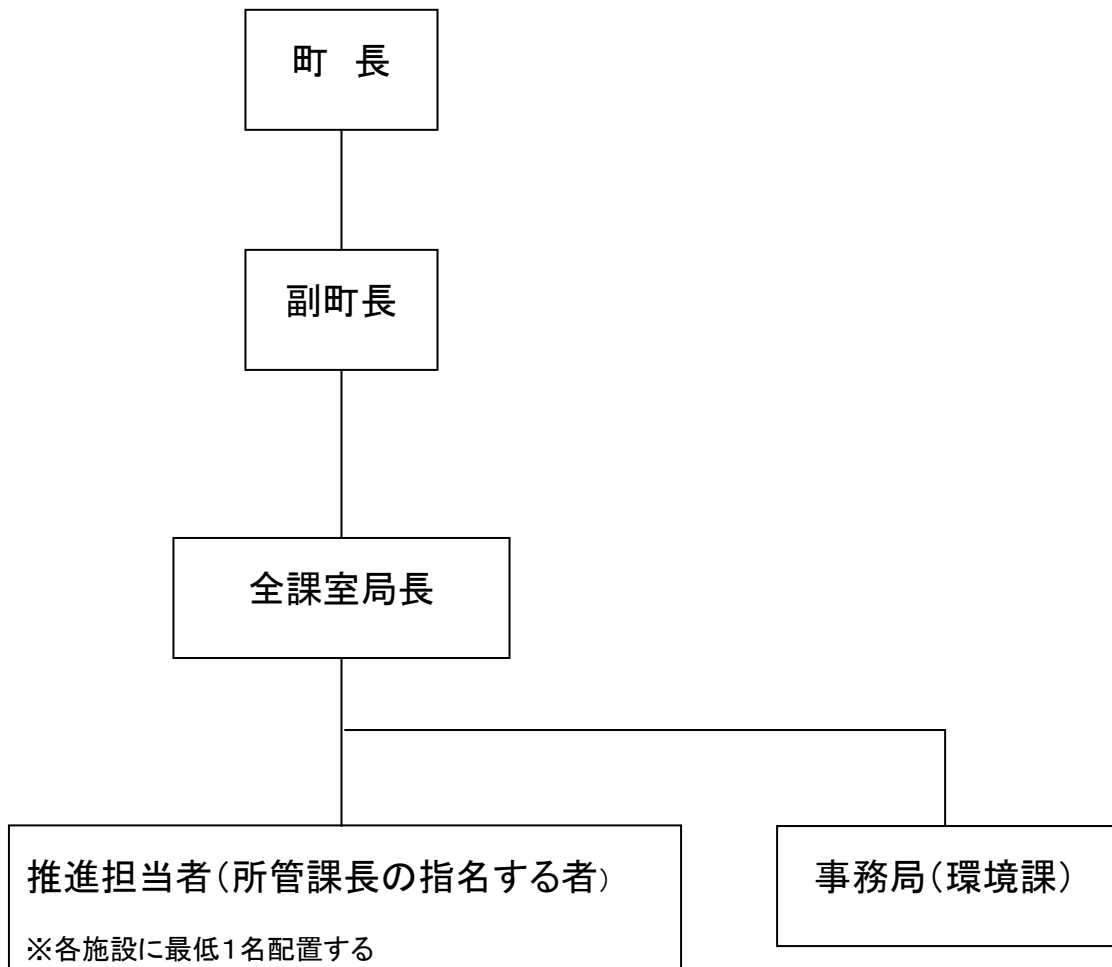 町　長
副町長
全課室局長
推進担当者（所管課長の指名する者）
※各施設に最低１名配置する
事務局（環境課）